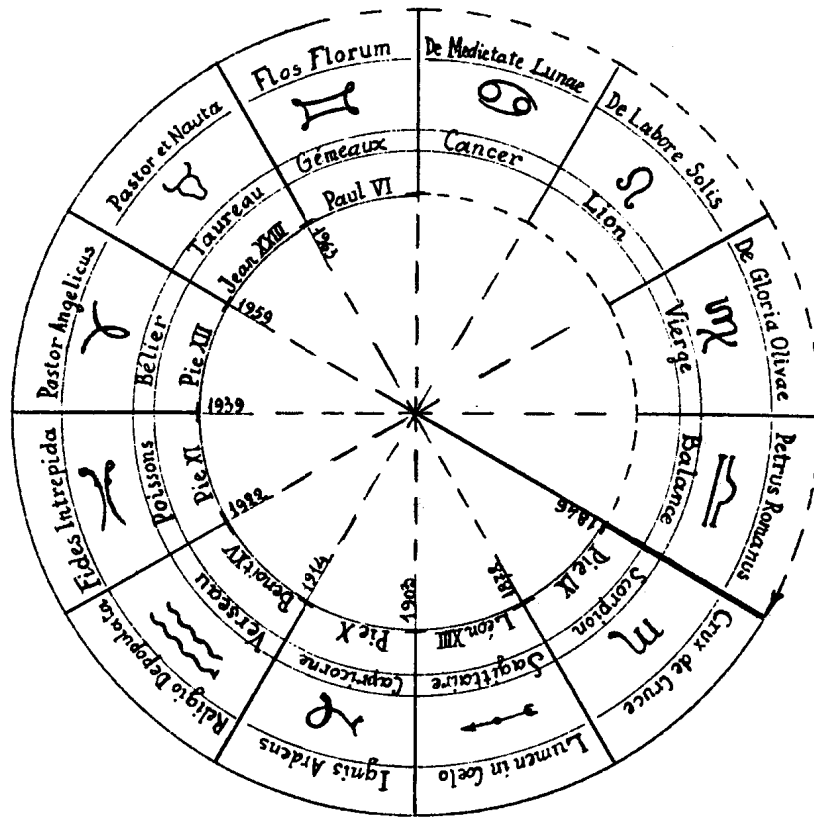 Flos Florum
Gémeaux
Paul VI
De Medietate Lunae
Cancer
De Labore Solis
Lion
De Gloria Olivae
Vierge
Petrus Romanus
Balance
Crux de Cruce
Scorpion
Pie IX
1846
Lumen in Coelo
Sagittaire
Léon XIII
1878
Ignis Ardens
Capricorne
Pie X
1903
Religio Depopulata
Verseau
Benoit XV
1914
Fides Intrepida
Poissons
Pie XI
1922
Pastor Angelicus
Bélier
Pie XII
1939
Pastor et Nauta
Taureau
Jean XXIII
1959
1963